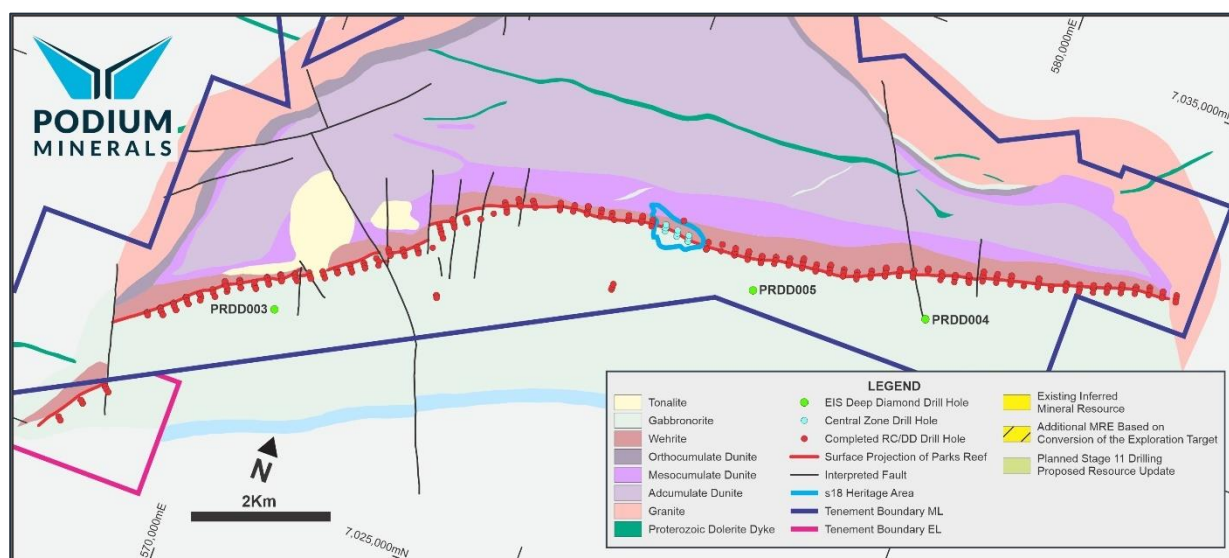 PODIUM
MINERALS
580,000mE
7,035,000mN
PRDD003
PRDD005
PRDD004
N
2Km
570,000mE
7,025,000mN
LEGEND
Tonalite
Gabbronorite
Wehrite
Orthocumulate Dunite
Mesocumulate Dunite
Adcumulate Dunite
Granite
Proterozoic Dolerite Dyke
EIS Deep Diamond Drill Hole
Central Zone Drill Hole
Completed RC/DD Drill Hole
Surface Projection of Parks Reef
Interpreted Fault
s18 Heritage Area
Tenement Boundary ML
Tenement Boundary EL
Existing Inferred
Mineral Resource
Additional MRE Based on
Conversion of the Exploration Target
Planned Stage 11 Drilling
Proposed Resource Update